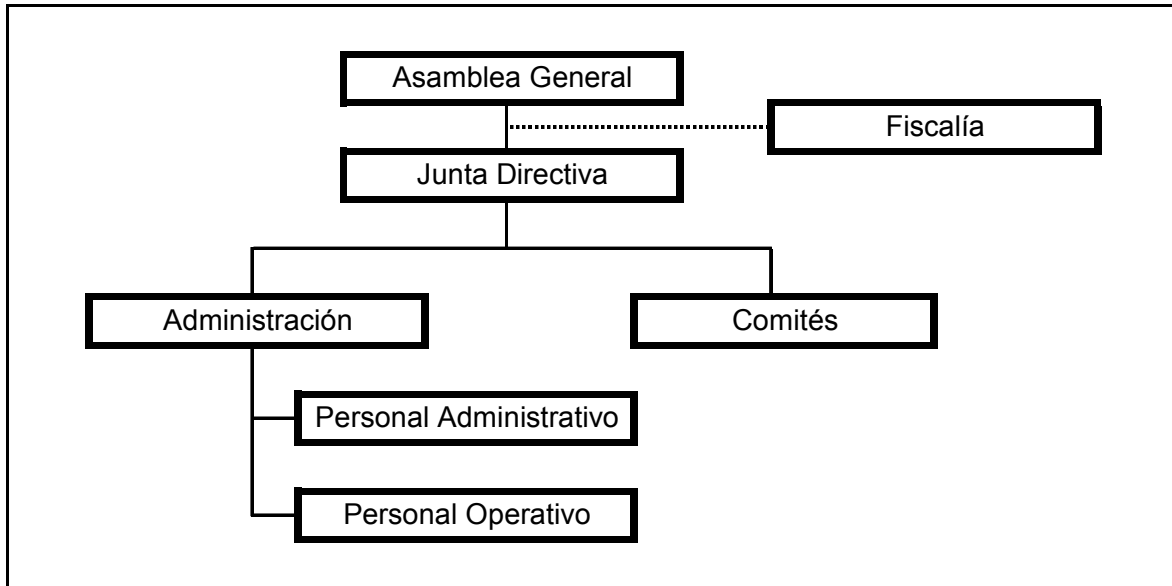 Asamblea General
Fiscalía
Junta Directiva
Administración
Comités
Personal Administrativo
Personal Operativo